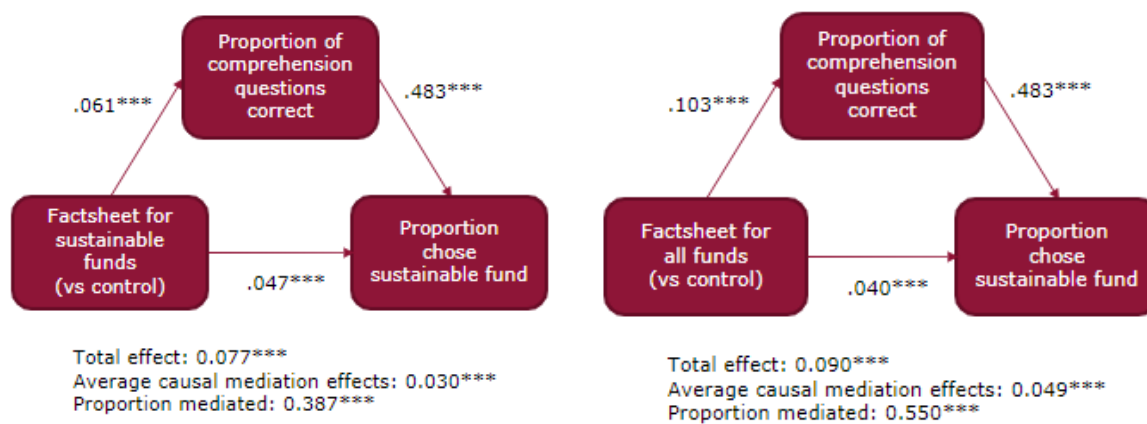 Proportion of
comprehension
questions
correct
.061***
.483***
Factsheet for
sustainable
funds
(vs control)
Proportion
chose
sustainable fund
.047***
Total effect: 0.077***
Average causal mediation effects: 0.030***
Proportion mediated: 0.387***
Proportion of
comprehension
questions
correct
.103***
.483***
Factsheet for
all funds
(vs control)
Proportion
chose
sustainable fund
.040***
Total effect: 0.090***
Average causal mediation effects: 0.049***
Proportion mediated: 0.550***